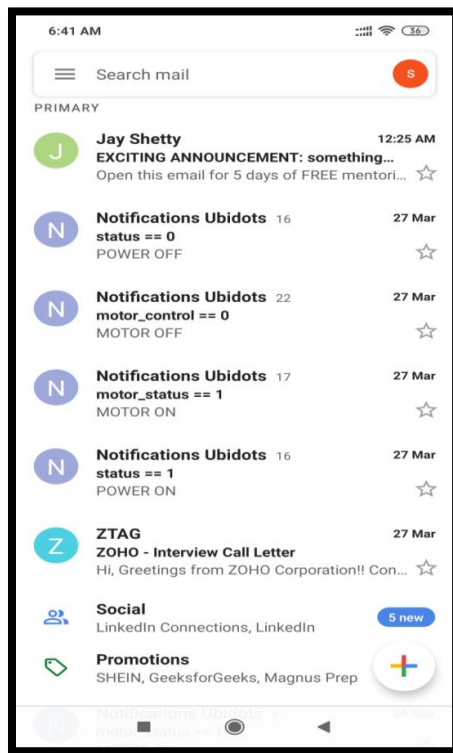 6:41 AM 36
Search mail S
PRIMARY
J Jay Shetty 12:25 AM
EXCITING ANNOUNCEMENT: something...
Open this email for 5 days of FREE mentori...
N Notifications Ubidots 16 27 Mar
status == 0
POWER OFF
N Notifications Ubidots 22 27 Mar
motor_control == 0
MOTOR OFF
N Notifications Ubidots 17 27 Mar
motor_status == 1
MOTOR ON
N Notifications Ubidots 16 27 Mar
status == 1
POWER ON
Z ZTAG 27 Mar
ZOHO - Interview Call Letter
Hi, Greetings from ZOHO Corporation!! Con...
Social 5 new
LinkedIn Connections, LinkedIn
Promotions
SHEIN, GeeksforGeeks, Magnus Prep
N Notifications Ubidots 26 Mar